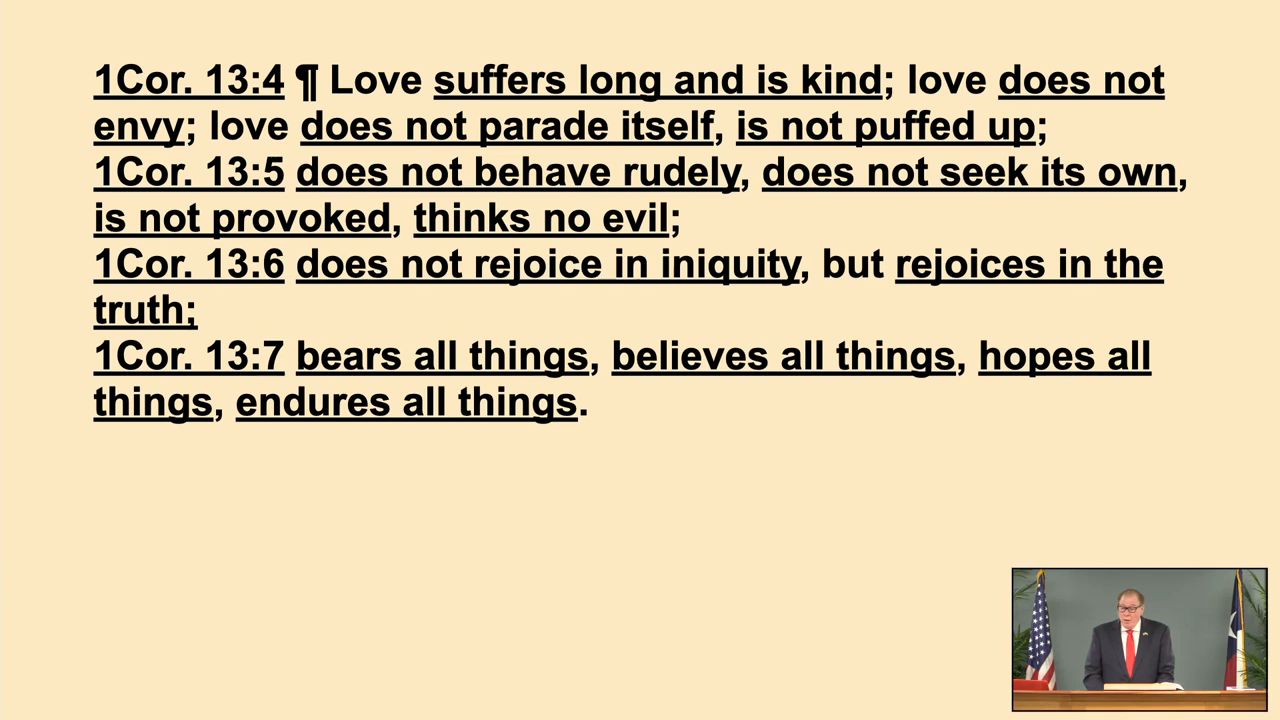 1Cor. 13:4 ¶ Love suffers long and is kind; love does not
envy; love does not parade itself, is not puffed up;
1Cor. 13:5 does not behave rudely, does not seek its own,
is not provoked, thinks no evil;
1Cor. 13:6 does not rejoice in iniquity, but rejoices in the
truth;
1Cor. 13:7 bears all things, believes all things, hopes all
things, endures all things.